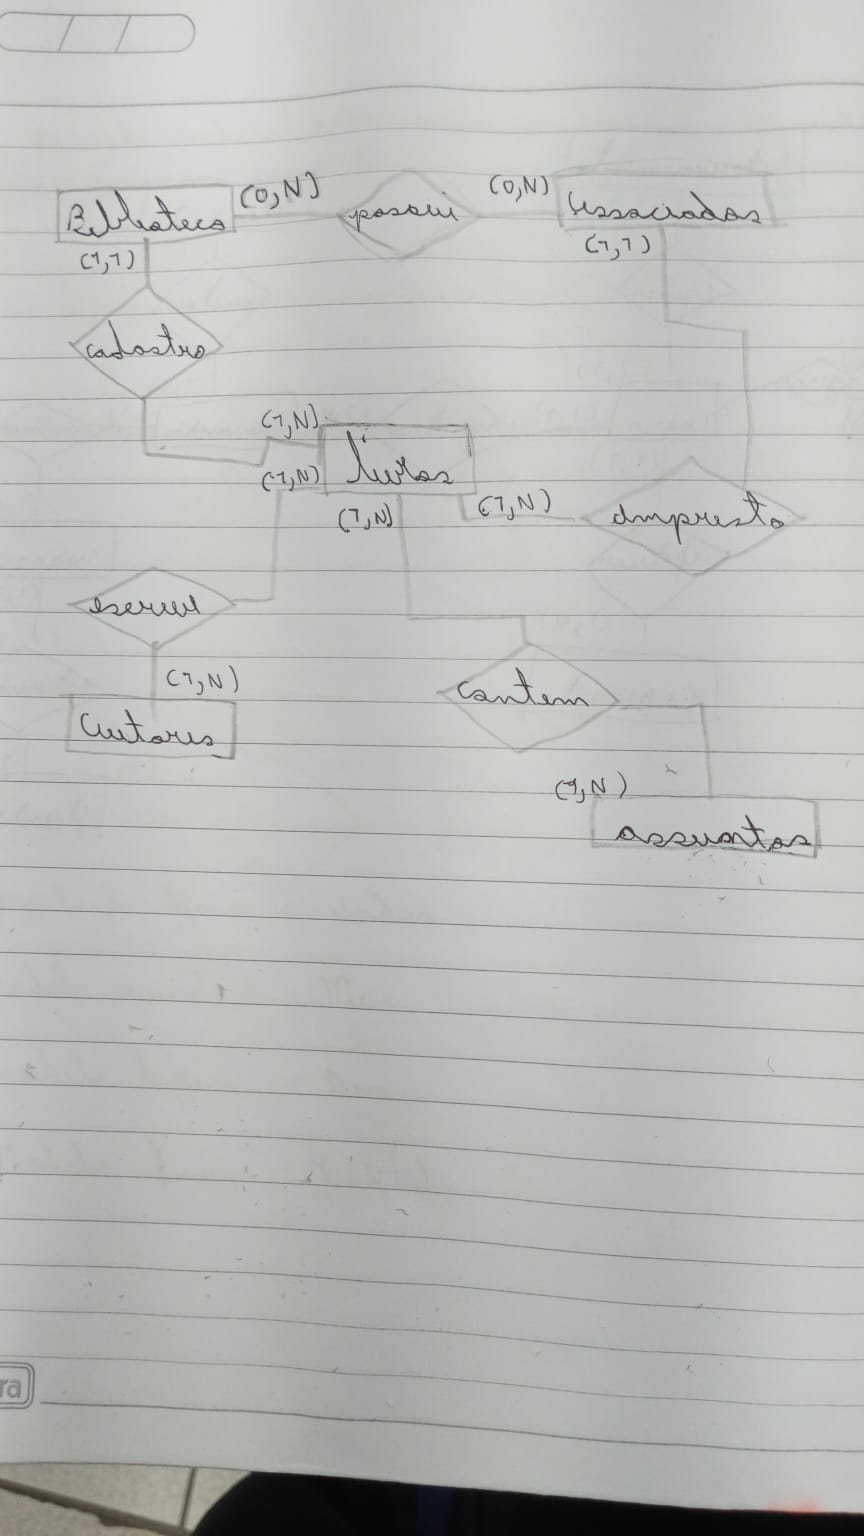 Biblioteca (0,N) possui (0,N) Associados
(1,1) (1,1)
cadastro
(1,N)
livros
(1,N)
(1,N) (1,N) empresta
escreve
(1,N)
contem
Autores
(1,N)
assuntos
ra